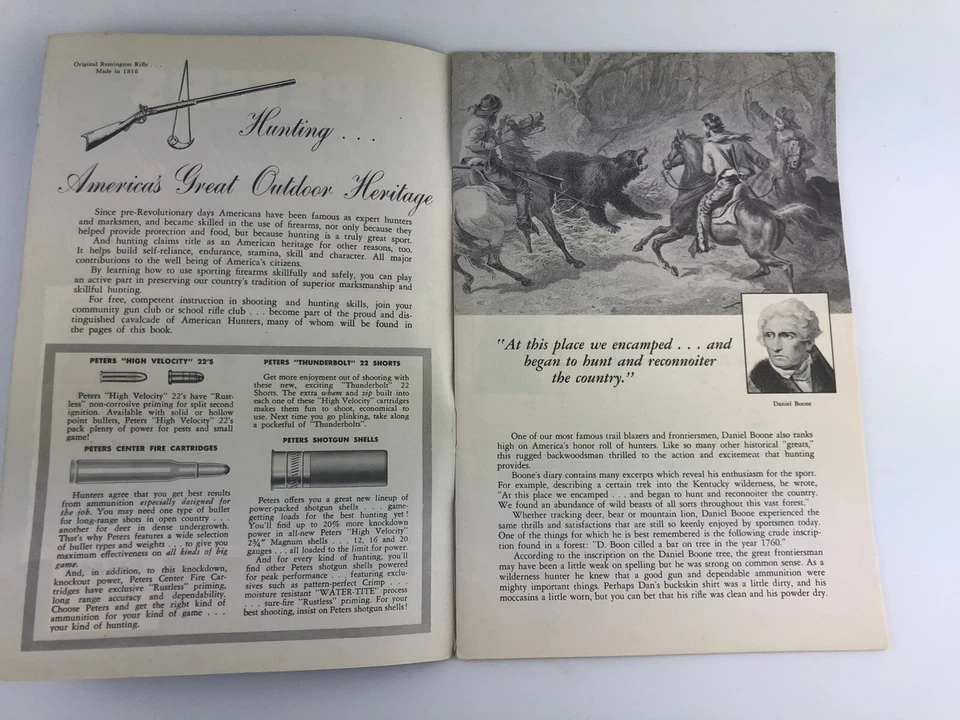 Original Remington Rifle . . .
Made in 1816
Hunting . . .
America's Great Outdoor Heritage
Since pre-Revolutionary days Americans have been famous as expert hunters
and marksmen, and became skilled in the use of firearms, not only because they
helped provide protection and food, but because hunting is a truly great sport.
And hunting claims title as an American heritage for other reasons, too.
It helps build self-reliance, endurance, stamina, skill and character. All major
contributions to the well being of America's citizens.
By learning how to use sporting firearms skillfully and safely, you can play
an active part in preserving our country's tradition of superior marksmanship and
skillful hunting.
For free, competent instruction in shooting and hunting skills, join your
community gun club or school rifle club . . . become part of the proud and dis-
tinguished cavalcade of American Hunters, many of whom will be found in
the pages of this book.
PETERS "HIGH VELOCITY" 22'S
Peters "High Velocity" 22's have "Rust-
less" non-corrosive priming for split second
ignition. Available with solid or hollow
point bullets, Peters "High Velocity" 22's
pack plenty of power for pests and small
game!
PETERS CENTER FIRE CARTRIDGES
Hunters agree that you get best results
from ammunition especially designed for
the job. You may need one type of bullet
for long-range shots in open country . . .
another for deer in dense undergrowth.
That's why Peters features a wide selection
of bullet types and weights . . . to give you
maximum effectiveness on all kinds of big
game.
And, in addition, to this knockdown,
knockout power, Peters Center Fire Car-
tridges have exclusive "Rustless" priming,
long range accuracy and dependability.
Choose Peters and get the right kind of
ammunition for your kind of game . . .
your kind of hunting.
PETERS "THUNDERBOLT" 22 SHORTS
Get more enjoyment out of shooting with
these new, exciting "Thunderbolt" 22
Shorts. The extra wham and zip built into
each one of these "High Velocity" cartridges
makes them fun to shoot, economical to
use. Next time you go plinking, take along
a pocketful of "Thunderbolts".
PETERS SHOTGUN SHELLS
Peters offers you a great new lineup of
power-packed shotgun shells . . . game-
getting loads for the best hunting yet!
You'll find up to 20% more knockdown
power in all-new Peters "High Velocity"
2¾" Magnum shells . . . 12, 16 and 20
gauges . . . all loaded to the limit for power.
And for every kind of hunting, you'll
find other Peters shotgun shells powered
for peak performance . . . featuring exclu-
sives such as pattern-perfect Crimp . . .
moisture resistant "WATER-TITE" process
. . . sure-fire "Rustless" priming. For your
best shooting, insist on Peters shotgun shells!
"At this place we encamped . . . and
began to hunt and reconnoiter
the country."
Daniel Boone
One of our most famous trail blazers and frontiersmen, Daniel Boone also ranks
high on America's honor roll of hunters. Like so many other historical "greats,"
this rugged backwoodsman thrilled to the action and excitement that hunting
provides.
Boone's diary contains many excerpts which reveal his enthusiasm for the sport.
For example, describing a certain trek into the Kentucky wilderness, he wrote,
"At this place we encamped . . . and began to hunt and reconnoiter the country.
We found an abundance of wild beasts of all sorts throughout this vast forest."
Whether tracking deer, bear or mountain lion, Daniel Boone experienced the
same thrills and satisfactions that are still so keenly enjoyed by sportsmen today.
One of the things for which he is best remembered is the following crude inscrip-
tion found in a forest: "D. Boon cilled a bar on tree in the year 1760."
According to the inscription on the Daniel Boone tree, the great frontiersman
may have been a little weak on spelling but he was strong on common sense. As a
wilderness hunter he knew that a good gun and dependable ammunition were
mighty important things. Perhaps Dan's buckskin shirt was a little dirty, and his
moccasins a little worn, but you can bet that his rifle was clean and his powder dry.